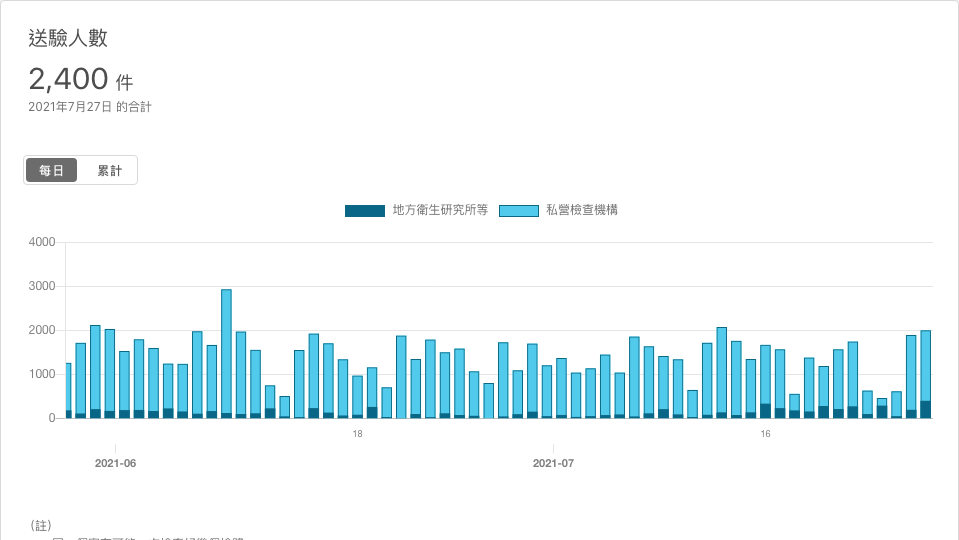 送驗人數
2,400 件
2021年7月27日 的合計
每日 累計
地方衛生研究所等 私營檢查機構
4000
3000
2000
1000
0
18 16
2021-06 2021-07
(註)